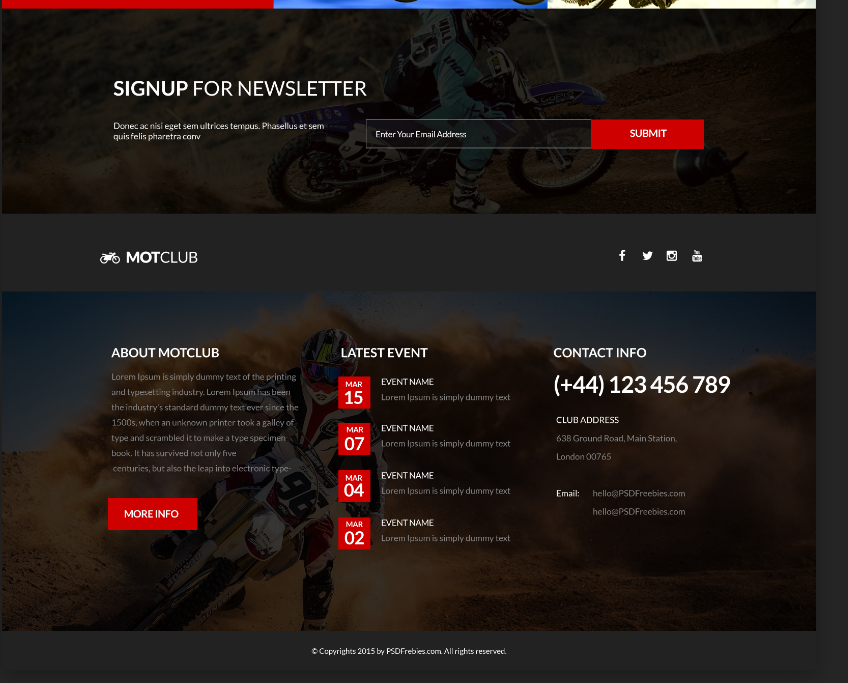 SIGNUP FOR NEWSLETTER
Donec ac nisi eget sem ultrices tempus. Phasellus et sem
quis felis pharetra conv
Enter Your Email Address
SUBMIT
MOTCLUB
ABOUT MOTCLUB
Lorem Ipsum is simply dummy text of the printing
and typesetting industry. Lorem Ipsum has been
the industry's standard dummy text ever since the
1500s, when an unknown printer took a galley of
type and scrambled it to make a type specimen
book. It has survived not only five
centuries, but also the leap into electronic type-
MORE INFO
LATEST EVENT
MAR
15
EVENT NAME
Lorem Ipsum is simply dummy text
MAR
07
EVENT NAME
Lorem Ipsum is simply dummy text
MAR
04
EVENT NAME
Lorem Ipsum is simply dummy text
MAR
02
EVENT NAME
Lorem Ipsum is simply dummy text
96
CONTACT INFO
(+44) 123 456 789
CLUB ADDRESS
638 Ground Road, Main Station.
London 00765
Email: hello@PSDFreebies.com
hello@PSDFreebies.com
© Copyrights 2015 by PSDFrebies.com. All rights reserved.